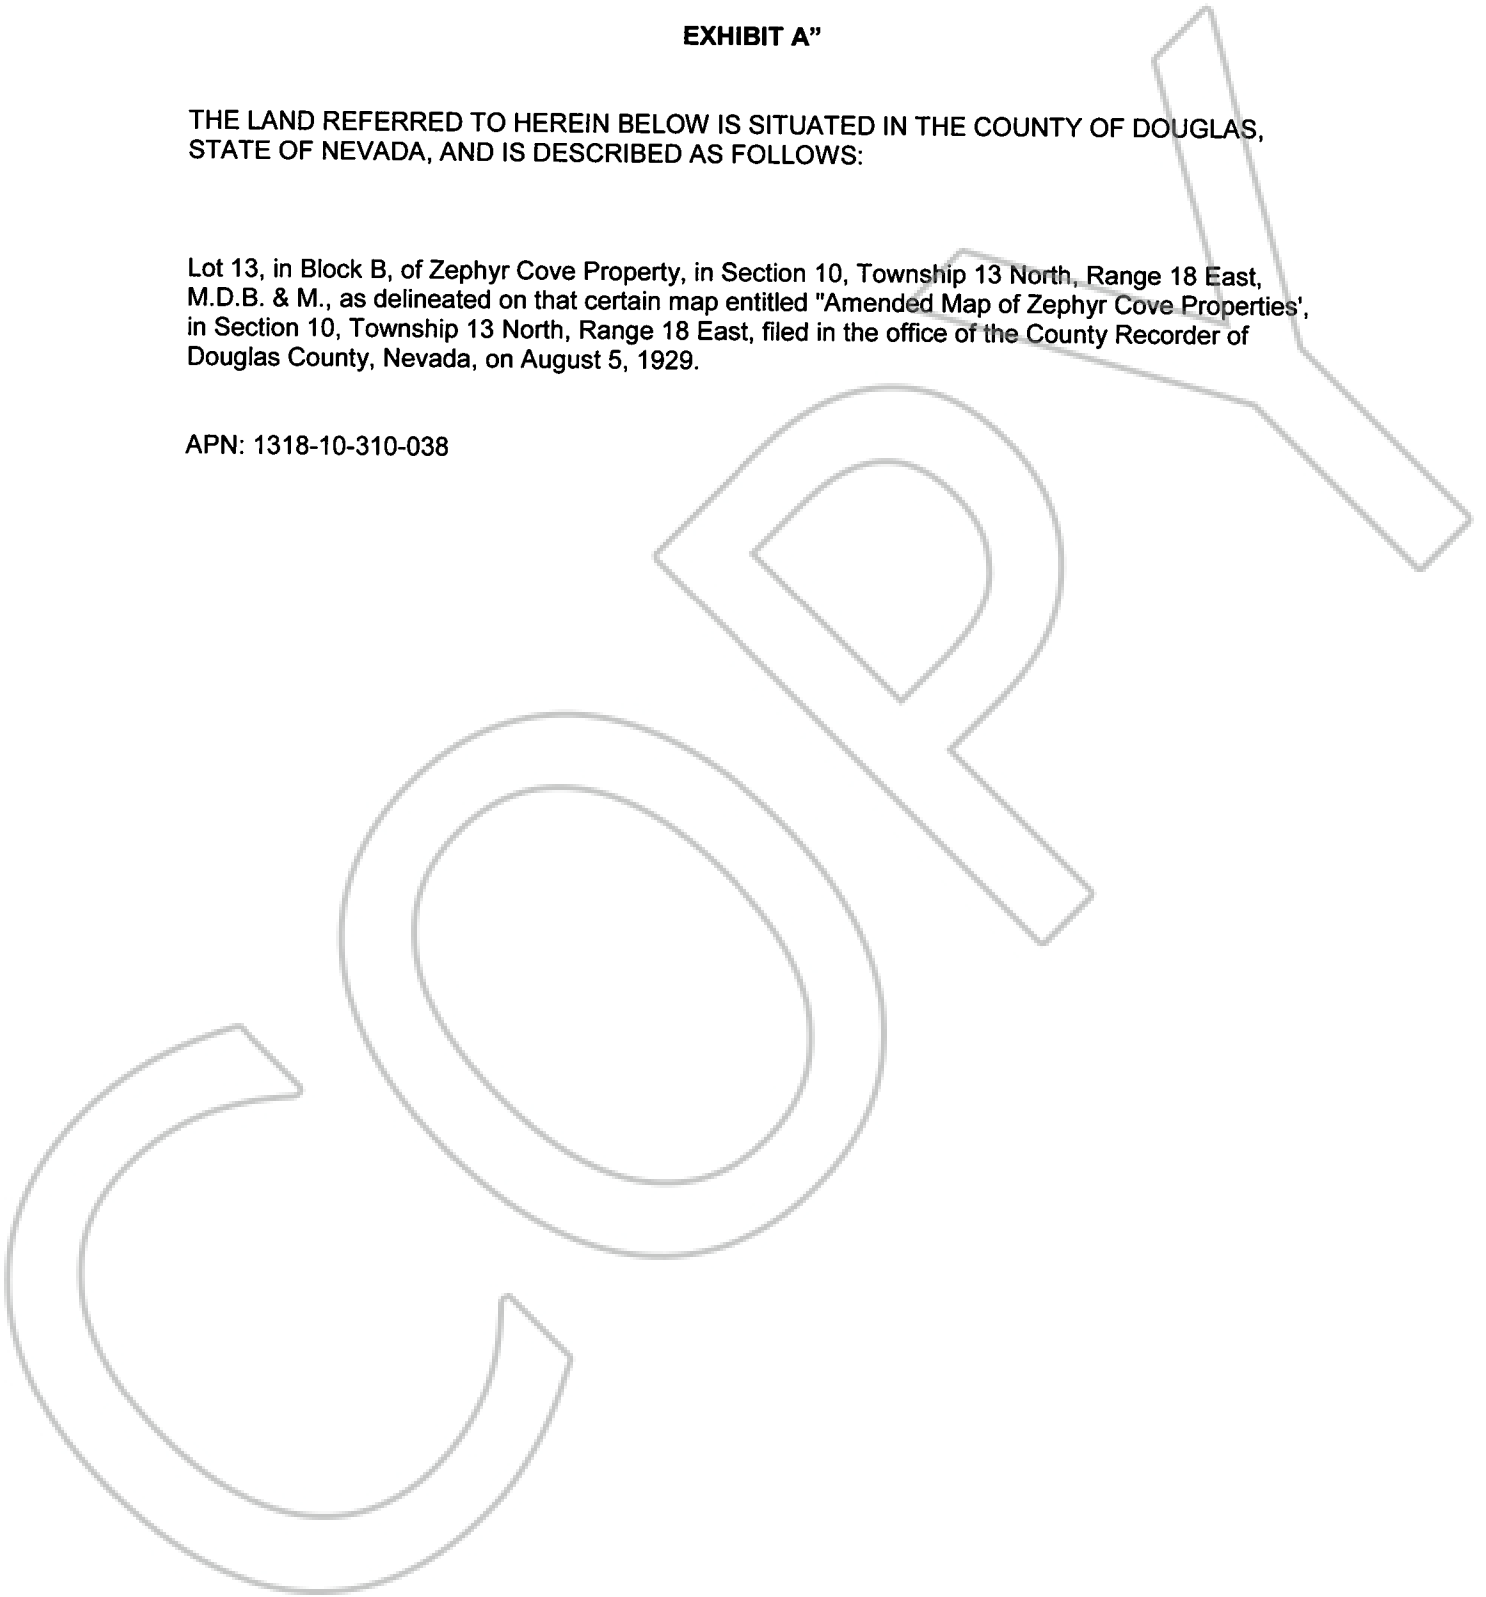 EXHIBIT A”
THE LAND REFERRED TO HEREIN BELOW IS SITUATED IN THE COUNTY OF DOUGLAS,
STATE OF NEVADA, AND IS DESCRIBED AS FOLLOWS:
Lot 13, in Block B, of Zephyr Cove Property, in Section 10, Township 13 North, Range 18 East,
M.D.B. & M., as delineated on that certain map entitled "Amended Map of Zephyr Cove Properties',
in Section 10, Township 13 North, Range 18 East, filed in the office of the County Recorder of
Douglas County, Nevada, on August 5, 1929.
APN: 1318-10-310-038
COPY